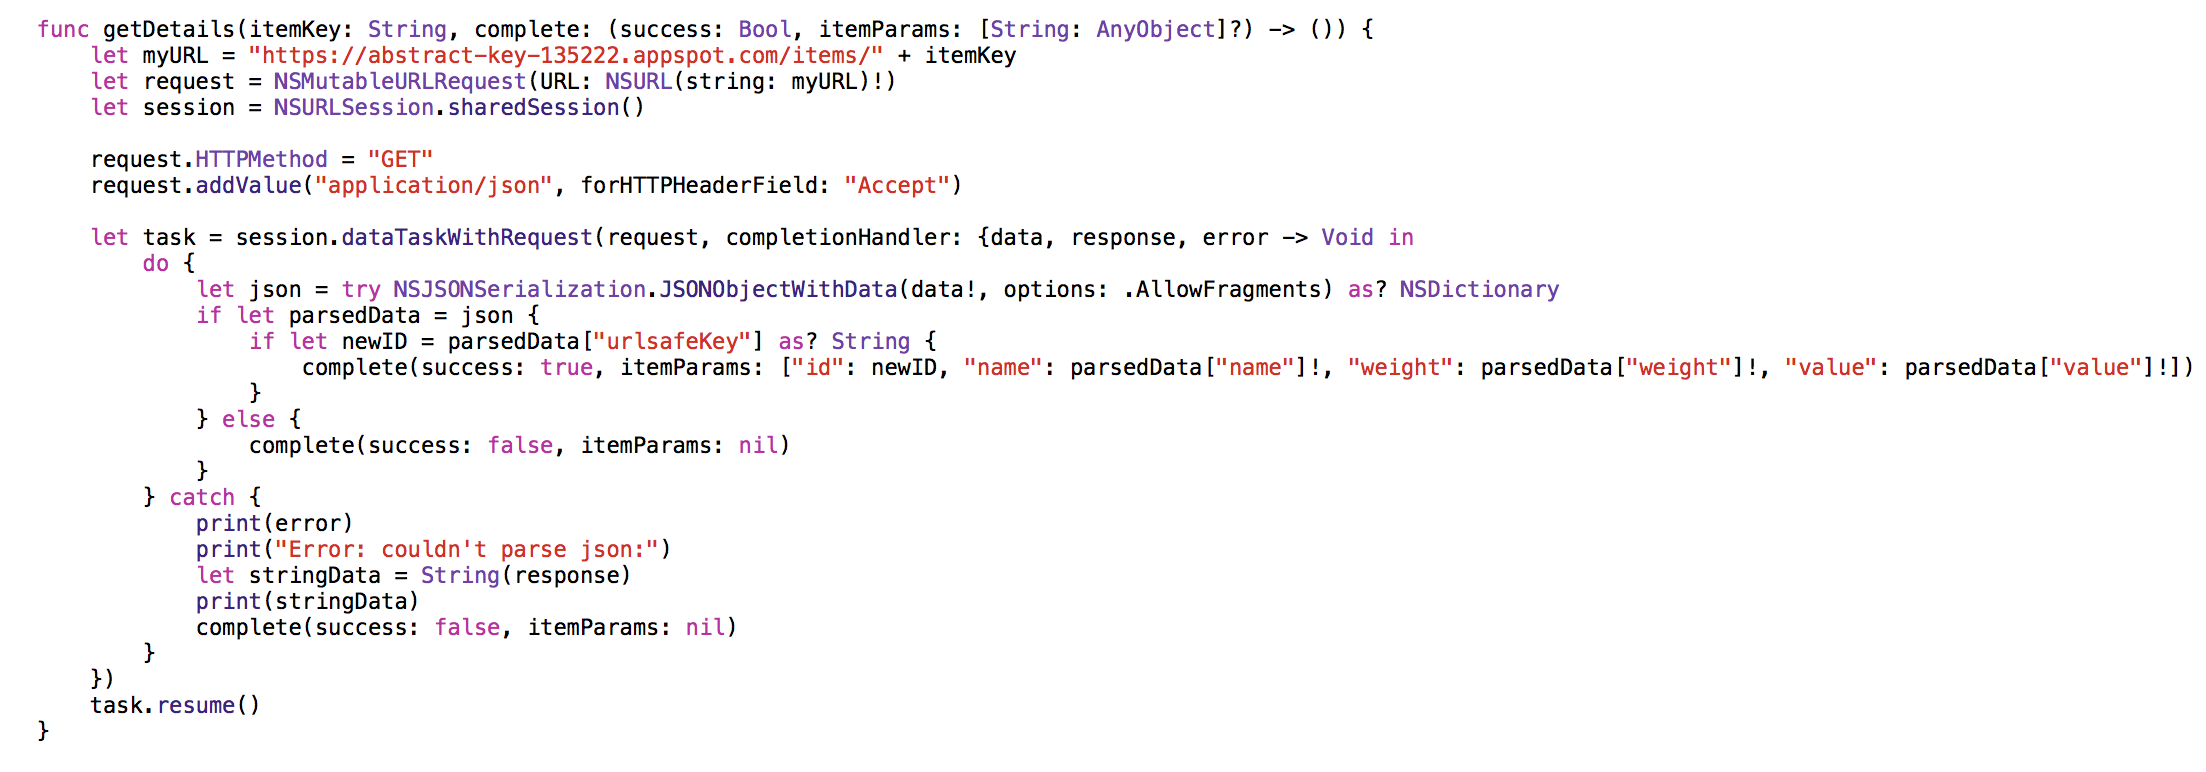 func getDetails(itemKey: String, complete: (success: Bool, itemParams: [String: AnyObject]?) -> ()) {
    let myURL = "https://abstract-key-135222.appspot.com/items/" + itemKey
    let request = NSMutableURLRequest(URL: NSURL(string: myURL)!)
    let session = NSURLSession.sharedSession()

    request.HTTPMethod = "GET"
    request.addValue("application/json", forHTTPHeaderField: "Accept")

    let task = session.dataTaskWithRequest(request, completionHandler: {data, response, error -> Void in
        do {
            let json = try NSJSONSerialization.JSONObjectWithData(data!, options: .AllowFragments) as? NSDictionary
            if let parsedData = json {
                if let newID = parsedData["urlsafeKey"] as? String {
                    complete(success: true, itemParams: ["id": newID, "name": parsedData["name"]!, "weight": parsedData["weight"]!, "value": parsedData["value"]!])
                }
            } else {
                complete(success: false, itemParams: nil)
            }
        } catch {
            print(error)
            print("Error: couldn't parse json:")
            let stringData = String(response)
            print(stringData)
            complete(success: false, itemParams: nil)
        }
    })
    task.resume()
}